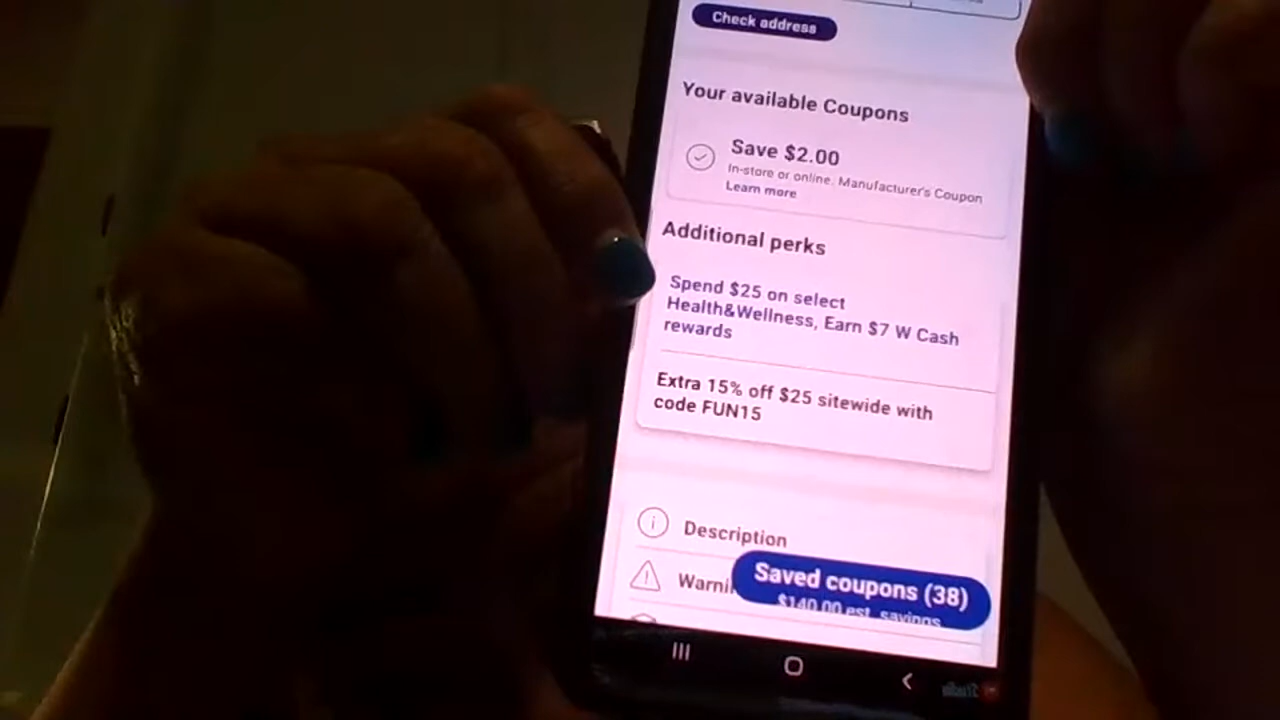 Check address
Your available Coupons
Save $2.00
In-store or online. Manufacturer's Coupon
Learn more
Additional perks
Spend $25 on select
Health&Wellness, Earn $7 W Cash
rewards
Extra 15% off $25 sitewide with
code FUN15
Description
Warni
Saved coupons (38)
$140.00 est. savings